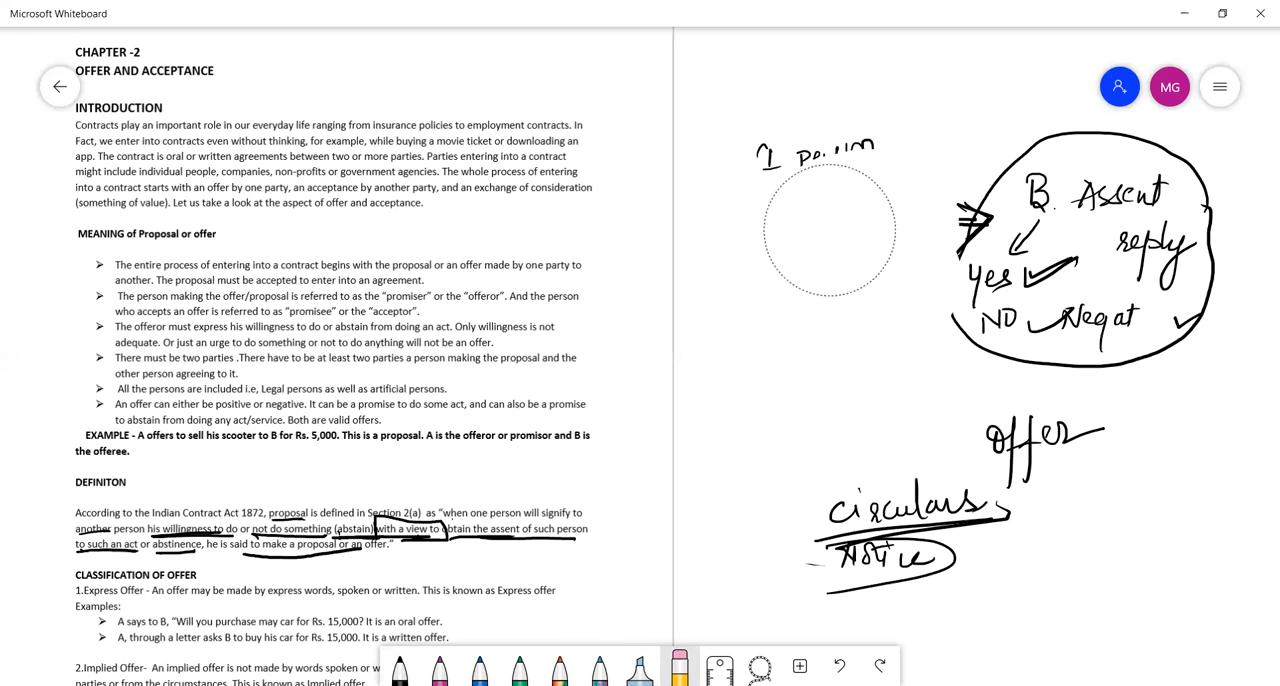 Microsoft Whiteboard
CHAPTER -2
OFFER AND ACCEPTANCE
INTRODUCTION
Contracts play an important role in our everyday life ranging from insurance policies to employment contracts. In
Fact, we enter into contracts even without thinking, for example, while buying a movie ticket or downloading an
app. The contract is oral or written agreements between two or more parties. Parties entering into a contract
might include individual people, companies, non-profits or government agencies. The whole process of entering
into a contract starts with an offer by one party, an acceptance by another party, and an exchange of consideration
(something of value). Let us take a look at the aspect of offer and acceptance.
MEANING of Proposal or offer
➢ The entire process of entering into a contract begins with the proposal or an offer made by one party to
another. The proposal must be accepted to enter into an agreement.
➢ The person making the offer/proposal is referred to as the “promiser” or the “offeror”. And the person
who accepts an offer is referred to as “promisee” or the “acceptor”.
➢ The offeror must express his willingness to do or abstain from doing an act. Only willingness is not
adequate. Or just an urge to do something or not to do anything will not be an offer.
➢ There must be two parties .There have to be at least two parties a person making the proposal and the
other person agreeing to it.
➢ All the persons are included i.e, Legal persons as well as artificial persons.
➢ An offer can either be positive or negative. It can be a promise to do some act, and can also be a promise
to abstain from doing any act/service. Both are valid offers.
EXAMPLE - A offers to sell his scooter to B for Rs. 5,000. This is a proposal. A is the offeror or promisor and B is
the offeree.
DEFINITON
According to the Indian Contract Act 1872, proposal is defined in Section 2(a) as “when one person will signify to
another person his willingness to do or not do something (abstain) with a view to obtain the assent of such person
to such an act or abstinence, he is said to make a proposal or an offer.”
CLASSIFICATION OF OFFER
1.Express Offer - An offer may be made by express words, spoken or written. This is known as Express offer
Examples:
➢ A says to B, “Will you purchase may car for Rs. 15,000? It is an oral offer.
➢ A, through a letter asks B to buy his car for Rs. 15,000. It is a written offer.
2.Implied Offer- An implied offer is not made by words spoken or w
parties or from the circumstances. This is known as Implied offer
MG
B. Assent
reply
yes
NO Negat
offer
circulars
Notice